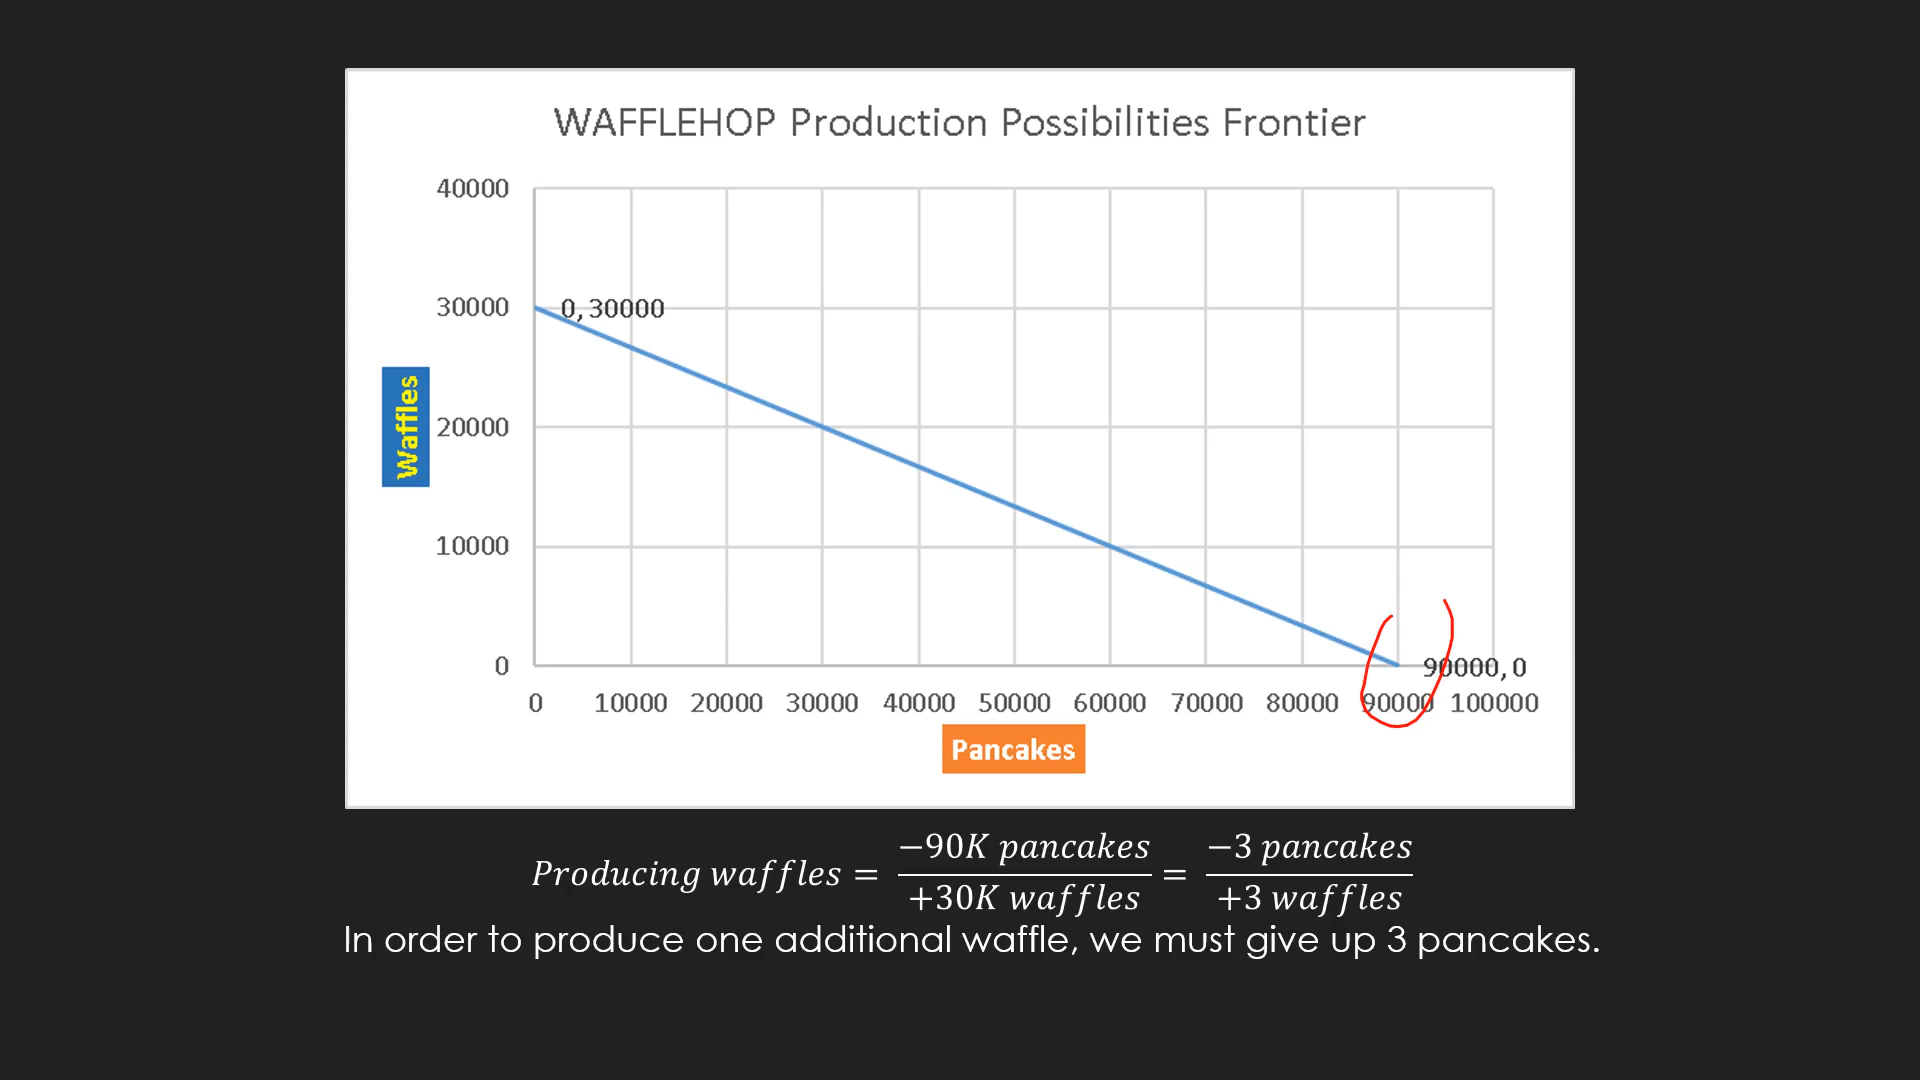 WAFFLEHOP Production Possibilities Frontier
40000
30000
0, 30000
Waffles
20000
10000
0
90000, 0
0 10000 20000 30000 40000 50000 60000 70000 80000 90000 100000
Pancakes
Producing waffles = −90K pancakes / +30K waffles = −3 pancakes / +3 waffles
In order to produce one additional waffle, we must give up 3 pancakes.